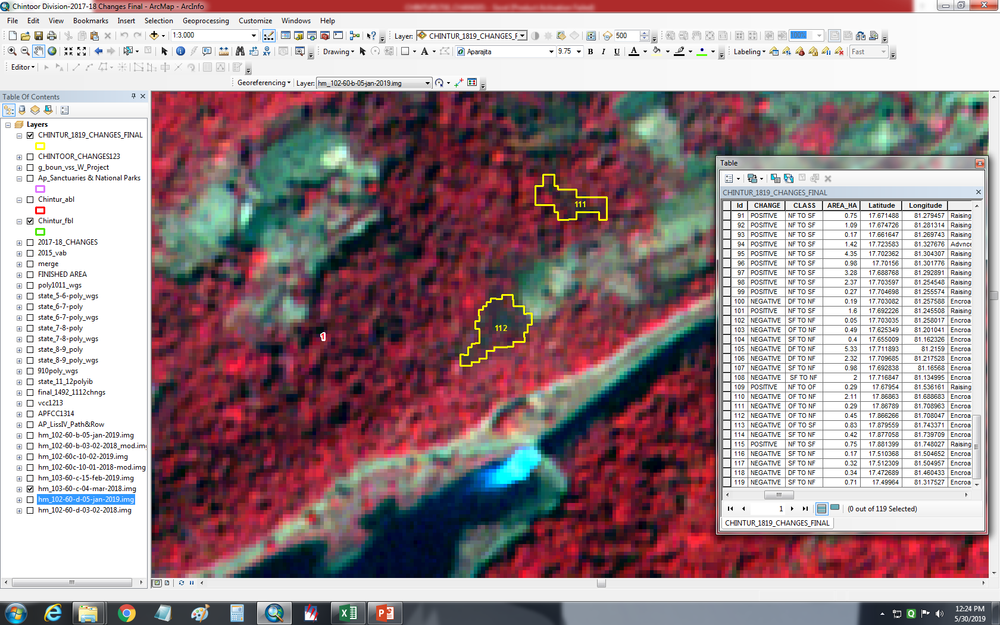 Chintoor Division-2017-18 Changes Final - ArcMap - ArcInfo
File Edit View Bookmarks Insert Selection Geoprocessing Customize Windows Help
1:3,000
Layer: CHINTUR_1819_CHANGES_F
500
100%
Drawing
A
Aparajita
9.75
B I U A
Labeling
Fast
Editor
Georeferencing
Layer: hm_102-60-b-05-jan-2019.img
Table Of Contents
Layers
CHINTUR_1819_CHANGES_FINAL
CHINTOOR_CHANGES123
g_boun_vss_W_Project
Ap_Sanctuaries & National Parks
Chintur_abl
Chintur_fbl
2017-18_CHANGES
2015_vab
merge
FINISHED AREA
poly1011_wgs
state_5-6-poly_wgs
state_6-7-poly
state_6-7-poly_wgs
state_7-8-poly
state_7-8-poly_wgs
state_8-9_poly
state_8-9_poly_wgs
910poly_wgs
state_11_12polyib
final_1492_1112chngs
vcc1213
APFCC1314
AP_LissIV_Path&Row
hm_102-60-b-05-jan-2019.img
hm_102-60-b-03-02-2018_mod.img
hm_102-60c-10-02-2019.img
hm_102-60c-10-01-2018-mod.img
hm_103-60-c-15-feb-2019.img
hm_103-60-c-04-mar-2018.img
hm_102-60-d-05-jan-2019.img
hm_102-60-d-03-02-2018.img
111
112
1
Table
CHINTUR_1819_CHANGES_FINAL
Id CHANGE CLASS AREA_HA Latitude Longitude
91 POSITIVE NF TO SF 0.75 17.671488 81.279457 Raising
92 POSITIVE NF TO SF 1.09 17.674726 81.281314 Raising
93 POSITIVE NF TO SF 0.17 17.661647 81.269743 Raising
94 POSITIVE NF TO SF 1.42 17.723583 81.327676 Advnce
95 POSITIVE NF TO SF 4.35 17.702362 81.304307 Raising
96 POSITIVE NF TO SF 0.98 17.70156 81.301776 Raising
97 POSITIVE NF TO SF 3.28 17.688768 81.292891 Raising
98 POSITIVE NF TO SF 2.37 17.703597 81.254548 Raising
99 POSITIVE NF TO SF 0.27 17.704698 81.255574 Raising
100 NEGATIVE DF TO NF 0.19 17.703082 81.257588 Encroa
101 POSITIVE NF TO SF 1.6 17.692226 81.245508 Raising
102 NEGATIVE SF TO NF 0.05 17.703035 81.258017 Encroa
103 NEGATIVE OF TO NF 0.49 17.625349 81.201041 Encroa
104 NEGATIVE SF TO NF 0.4 17.655009 81.162326 Encroa
105 NEGATIVE DF TO NF 5.33 17.711893 81.2159 Encroa
106 NEGATIVE DF TO NF 2.32 17.709685 81.217528 Encroa
107 NEGATIVE SF TO NF 0.98 17.692838 81.16568 Encroa
108 NEGATIVE SF TO NF 2 17.716847 81.134995 Encroa
109 POSITIVE NF TO OF 0.29 17.67954 81.536161 Raising
110 NEGATIVE OF TO NF 2.11 17.86863 81.688683 Encroa
111 NEGATIVE OF TO NF 0.29 17.86789 81.708963 Encroa
112 NEGATIVE OF TO NF 0.45 17.866266 81.708047 Encroa
113 NEGATIVE OF TO SF 0.83 17.879559 81.743371 Encroa
114 NEGATIVE SF TO NF 0.42 17.877058 81.739709 Encroa
115 POSITIVE NF TO SF 0.75 17.881399 81.748027 Raising
116 NEGATIVE SF TO NF 0.17 17.510368 81.504652 Encroa
117 NEGATIVE SF TO NF 0.32 17.512309 81.504957 Encroa
118 NEGATIVE DF TO NF 0.34 17.472689 81.460433 Encroa
119 NEGATIVE SF TO NF 0.71 17.49964 81.317527 Encroa
1
(0 out of 119 Selected)
CHINTUR_1819_CHANGES_FINAL
12:24 PM
5/30/2019